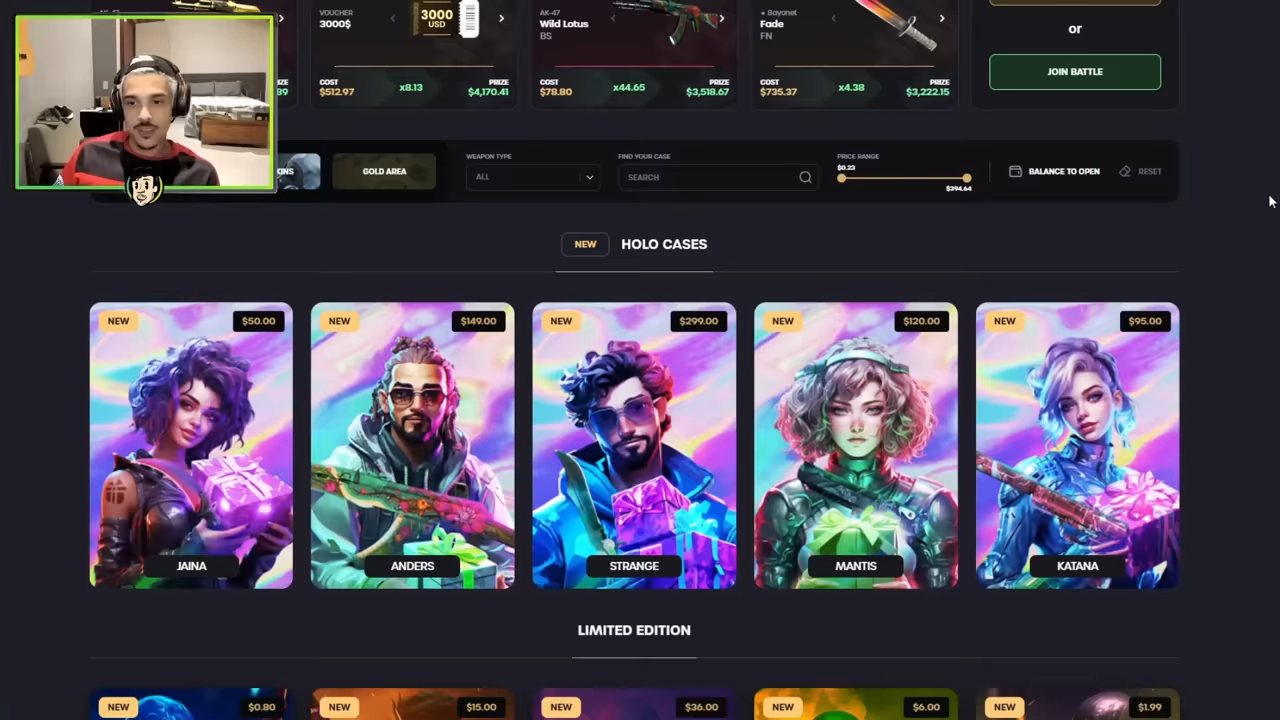 VOUCHER
3000$
3000
USD
AK-47
Wild Lotus
BS
★ Bayonet
Fade
FN
or
COST
$512.97
x8.13
PRIZE
$4,170.41
COST
$78.80
x44.65
PRIZE
$3,518.67
COST
$735.37
x4.38
PRIZE
$3,222.15
JOIN BATTLE
GOLD AREA
WEAPON TYPE
ALL
FIND YOUR CASE
SEARCH
PRICE RANGE
$0.23
$394.64
BALANCE TO OPEN
RESET
NEW HOLO CASES
NEW $50.00
NEW $149.00
NEW $299.00
NEW $120.00
NEW $95.00
JAINA
ANDERS
STRANGE
MANTIS
KATANA
LIMITED EDITION
NEW $0.80
NEW $15.00
NEW $36.00
NEW $6.00
NEW $1.99